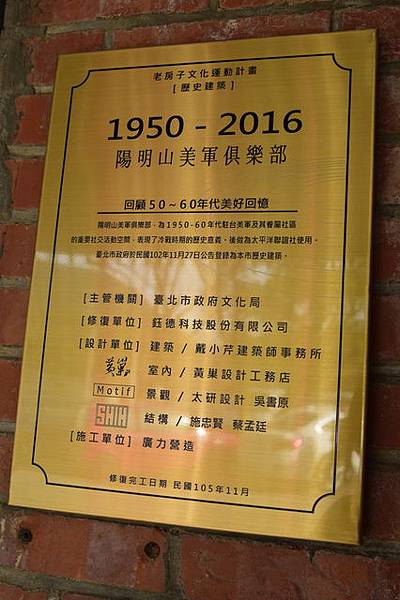 老房子文化運動計畫
[歷史建築]
1950 - 2016
陽明山美軍俱樂部
回顧50~60年代美好回憶
陽明山美軍俱樂部，為1950-60年代駐台美軍及其眷屬社區
的重要社交活動空間，表現了冷戰時期的歷史意義。後做為太平洋聯誼社使用。
臺北市政府於民國102年11月27日公告登錄為本市歷史建築。
[主管機關] 臺北市政府文化局
[修復單位] 鈺德科技股份有限公司
[設計單位] 建築 / 戴小芹建築師事務所
黃巢 室內 / 黃巢設計工務店
Motif 景觀 / 太研設計 吳書原
SHIH 結構 / 施忠賢 蔡孟廷
[施工單位] 廣力營造
修復完工日期 民國105年11月